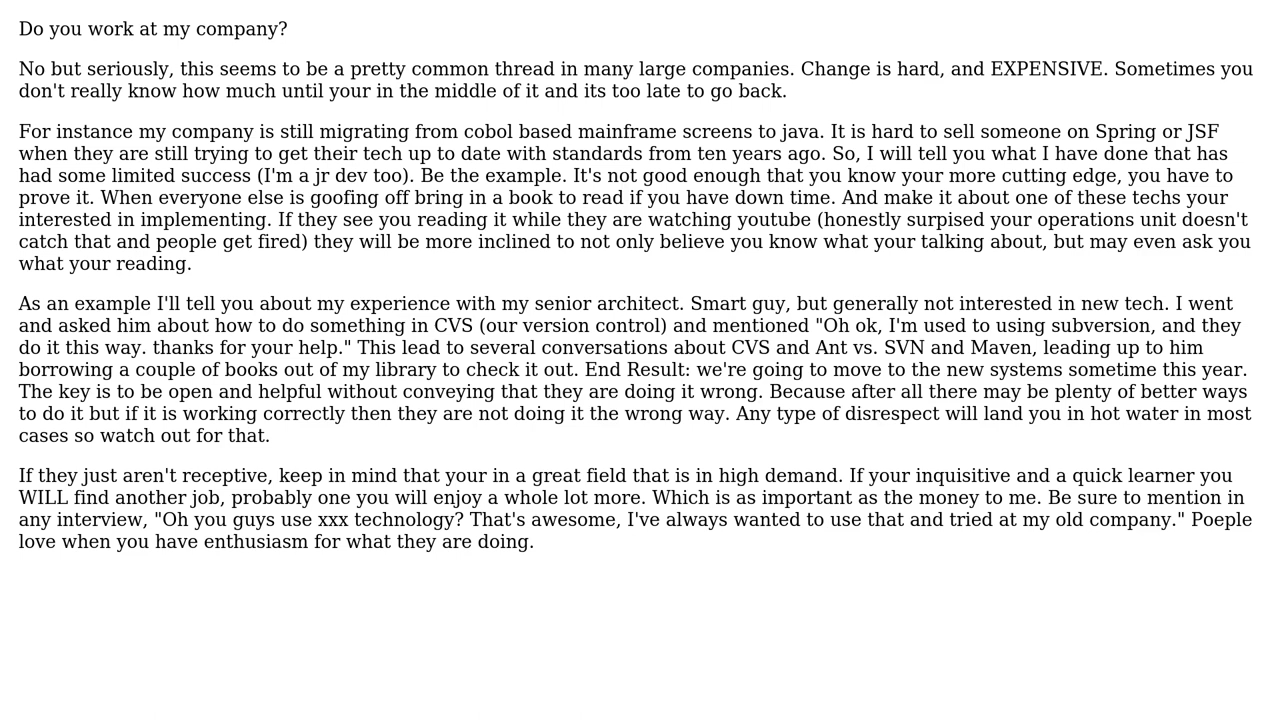 Do you work at my company?
No but seriously, this seems to be a pretty common thread in many large companies. Change is hard, and EXPENSIVE. Sometimes you
don't really know how much until your in the middle of it and its too late to go back.
For instance my company is still migrating from cobol based mainframe screens to java. It is hard to sell someone on Spring or JSF
when they are still trying to get their tech up to date with standards from ten years ago. So, I will tell you what I have done that has
had some limited success (I'm a jr dev too). Be the example. It's not good enough that you know your more cutting edge, you have to
prove it. When everyone else is goofing off bring in a book to read if you have down time. And make it about one of these techs your
interested in implementing. If they see you reading it while they are watching youtube (honestly surpised your operations unit doesn't
catch that and people get fired) they will be more inclined to not only believe you know what your talking about, but may even ask you
what your reading.
As an example I'll tell you about my experience with my senior architect. Smart guy, but generally not interested in new tech. I went
and asked him about how to do something in CVS (our version control) and mentioned "Oh ok, I'm used to using subversion, and they
do it this way. thanks for your help." This lead to several conversations about CVS and Ant vs. SVN and Maven, leading up to him
borrowing a couple of books out of my library to check it out. End Result: we're going to move to the new systems sometime this year.
The key is to be open and helpful without conveying that they are doing it wrong. Because after all there may be plenty of better ways
to do it but if it is working correctly then they are not doing it the wrong way. Any type of disrespect will land you in hot water in most
cases so watch out for that.
If they just aren't receptive, keep in mind that your in a great field that is in high demand. If your inquisitive and a quick learner you
WILL find another job, probably one you will enjoy a whole lot more. Which is as important as the money to me. Be sure to mention in
any interview, "Oh you guys use xxx technology? That's awesome, I've always wanted to use that and tried at my old company." Poeple
love when you have enthusiasm for what they are doing.